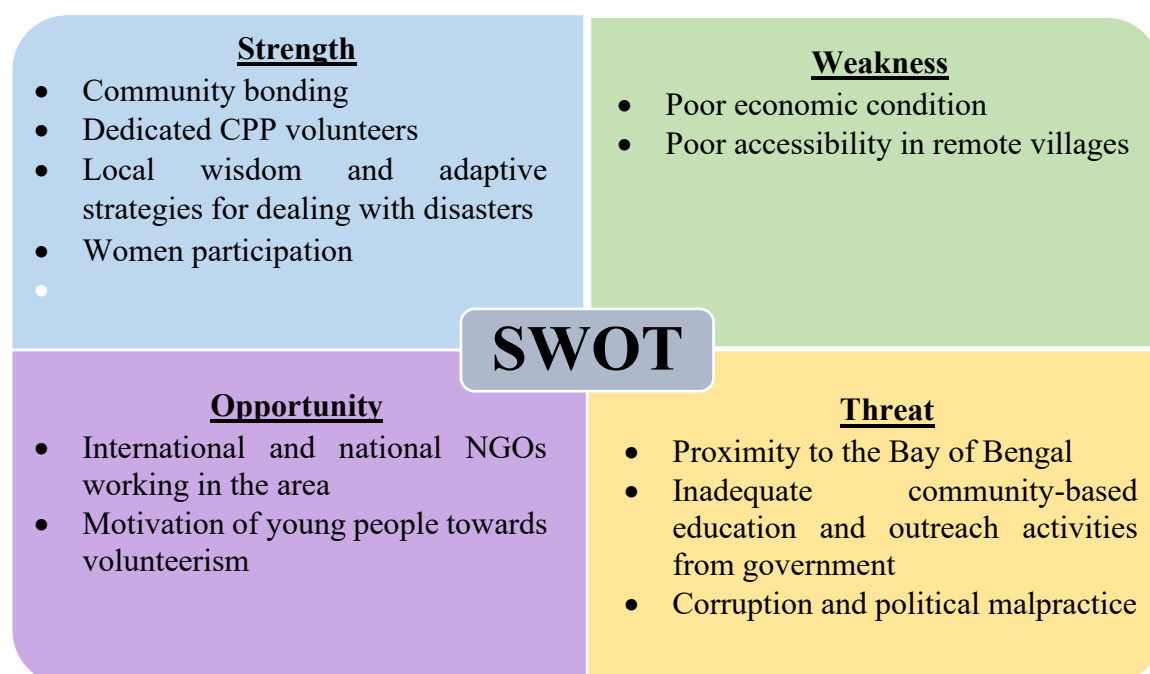 Strength
• Community bonding
• Dedicated CPP volunteers
• Local wisdom and adaptive
strategies for dealing with disasters
• Women participation
•
Weakness
• Poor economic condition
• Poor accessibility in remote villages
SWOT
Opportunity
• International and national NGOs
working in the area
• Motivation of young people towards
volunteerism
Threat
• Proximity to the Bay of Bengal
• Inadequate community-based
education and outreach activities
from government
• Corruption and political malpractice